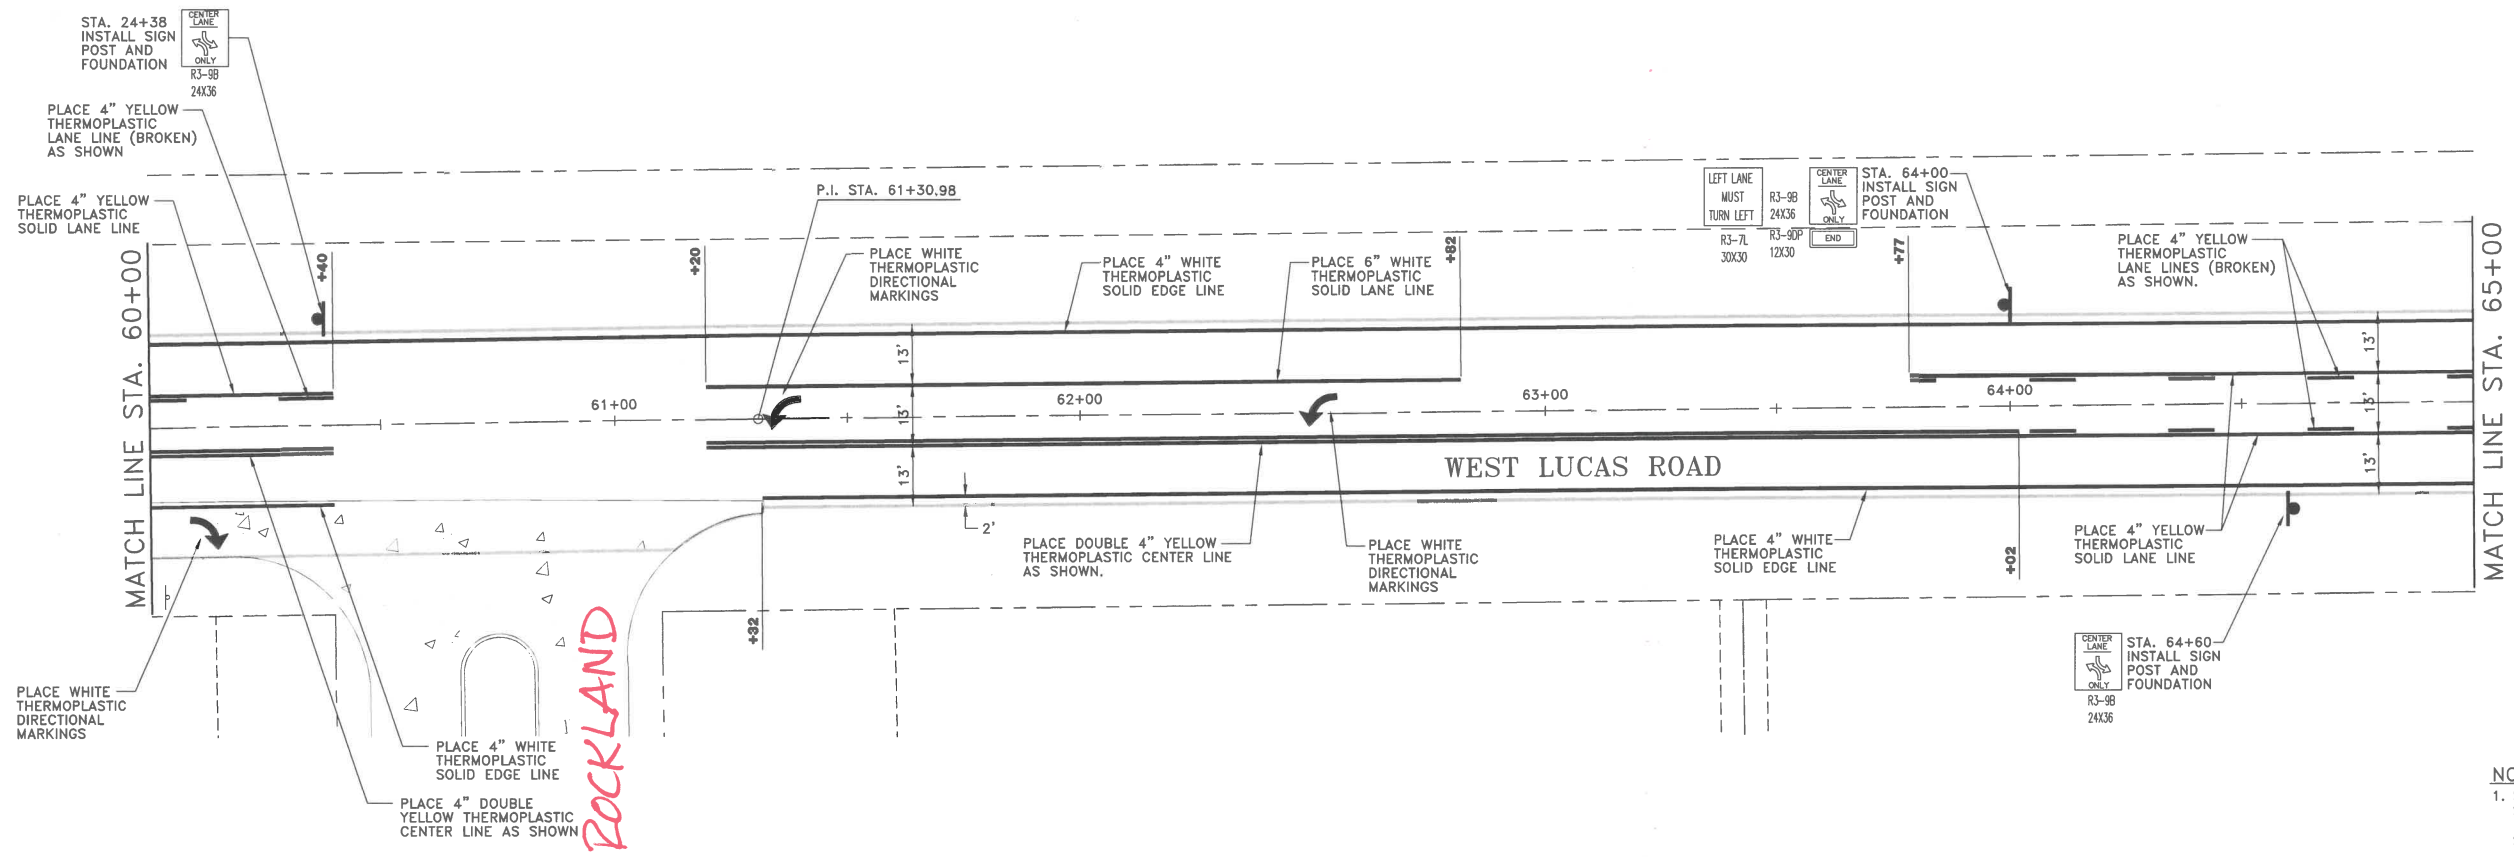 STA. 24+38
INSTALL SIGN
POST AND
FOUNDATION
CENTER
LANE
ONLY
R3-9B
24X36
PLACE 4" YELLOW
THERMOPLASTIC
LANE LINE (BROKEN)
AS SHOWN
PLACE 4" YELLOW
THERMOPLASTIC
SOLID LANE LINE
MATCH LINE STA. 60+00
+40
61+00
P.I. STA. 61+30.98
+20
PLACE WHITE
THERMOPLASTIC
DIRECTIONAL
MARKINGS
13'
13'
13'
2'
62+00
PLACE 4" WHITE
THERMOPLASTIC
SOLID EDGE LINE
PLACE 6" WHITE
THERMOPLASTIC
SOLID LANE LINE
+82
63+00
LEFT LANE
MUST
TURN LEFT
R3-7L
30X30
R3-9B
24X36
R3-9DP
12X30
CENTER
LANE
ONLY
END
STA. 64+00
INSTALL SIGN
POST AND
FOUNDATION
+77
64+00
PLACE 4" YELLOW
THERMOPLASTIC
LANE LINES (BROKEN)
AS SHOWN.
13'
13'
13'
MATCH LINE STA. 65+00
WEST LUCAS ROAD
PLACE DOUBLE 4" YELLOW
THERMOPLASTIC CENTER LINE
AS SHOWN.
PLACE WHITE
THERMOPLASTIC
DIRECTIONAL
MARKINGS
PLACE 4" WHITE
THERMOPLASTIC
SOLID EDGE LINE
+02
PLACE 4" YELLOW
THERMOPLASTIC
SOLID LANE LINE
CENTER
LANE
ONLY
R3-9B
24X36
STA. 64+60
INSTALL SIGN
POST AND
FOUNDATION
+32
ROCKLAND
PLACE WHITE
THERMOPLASTIC
DIRECTIONAL
MARKINGS
PLACE 4" WHITE
THERMOPLASTIC
SOLID EDGE LINE
PLACE 4" DOUBLE
YELLOW THERMOPLASTIC
CENTER LINE AS SHOWN
1.